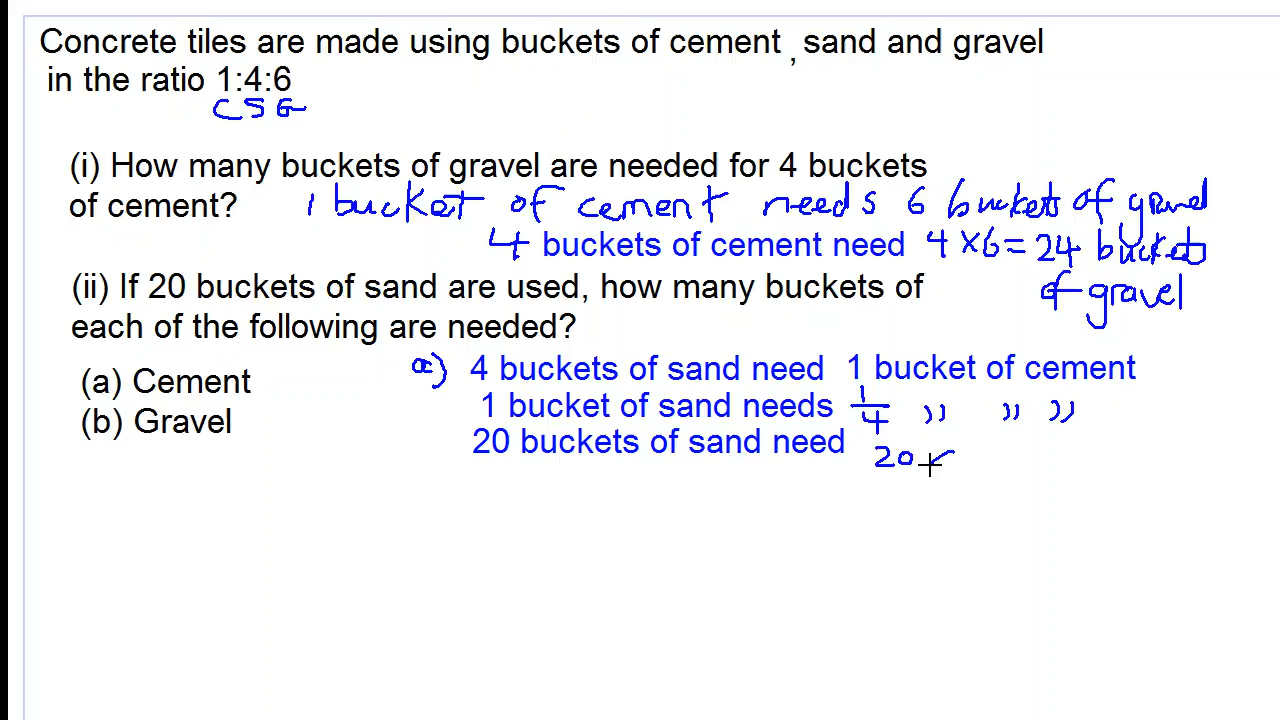 Concrete tiles are made using buckets of cement , sand and gravel
in the ratio 1:4:6
C S G
(i) How many buckets of gravel are needed for 4 buckets
of cement? 1 bucket of cement needs 6 buckets of gravel
4 buckets of cement need 4 × 6 = 24 buckets
of gravel
(ii) If 20 buckets of sand are used, how many buckets of
each of the following are needed?
a) 4 buckets of sand need 1 bucket of cement
(a) Cement
1 bucket of sand needs 1/4 " " "
(b) Gravel
20 buckets of sand need 20